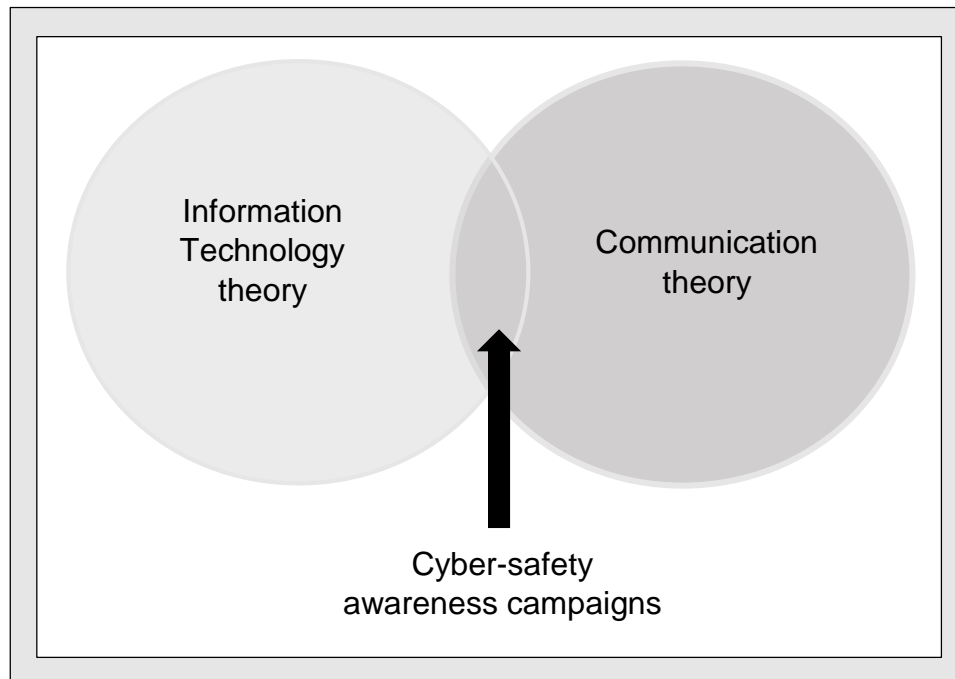 Information
Technology
theory
Communication
theory
Cyber-safety
awareness campaigns